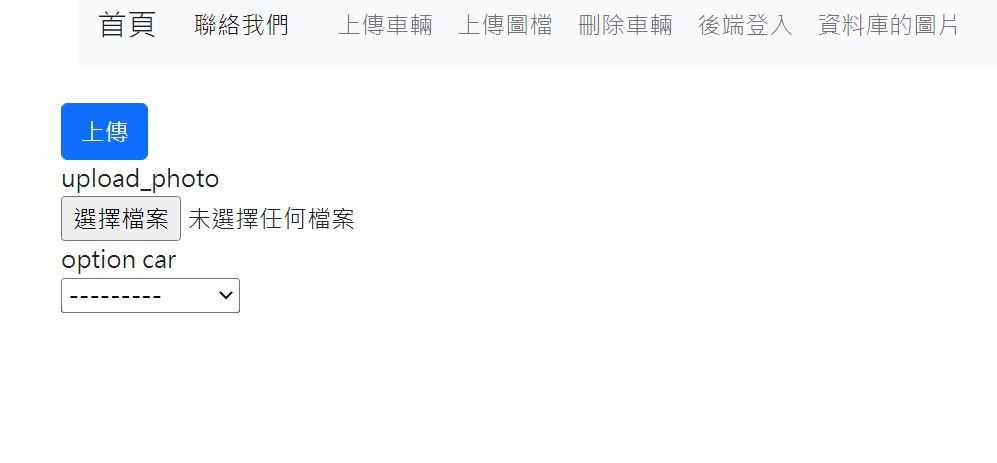 首頁 聯絡我們 上傳車輛 上傳圖檔 刪除車輛 後端登入 資料庫的圖片
上傳
upload_photo
選擇檔案 未選擇任何檔案
option car
---------